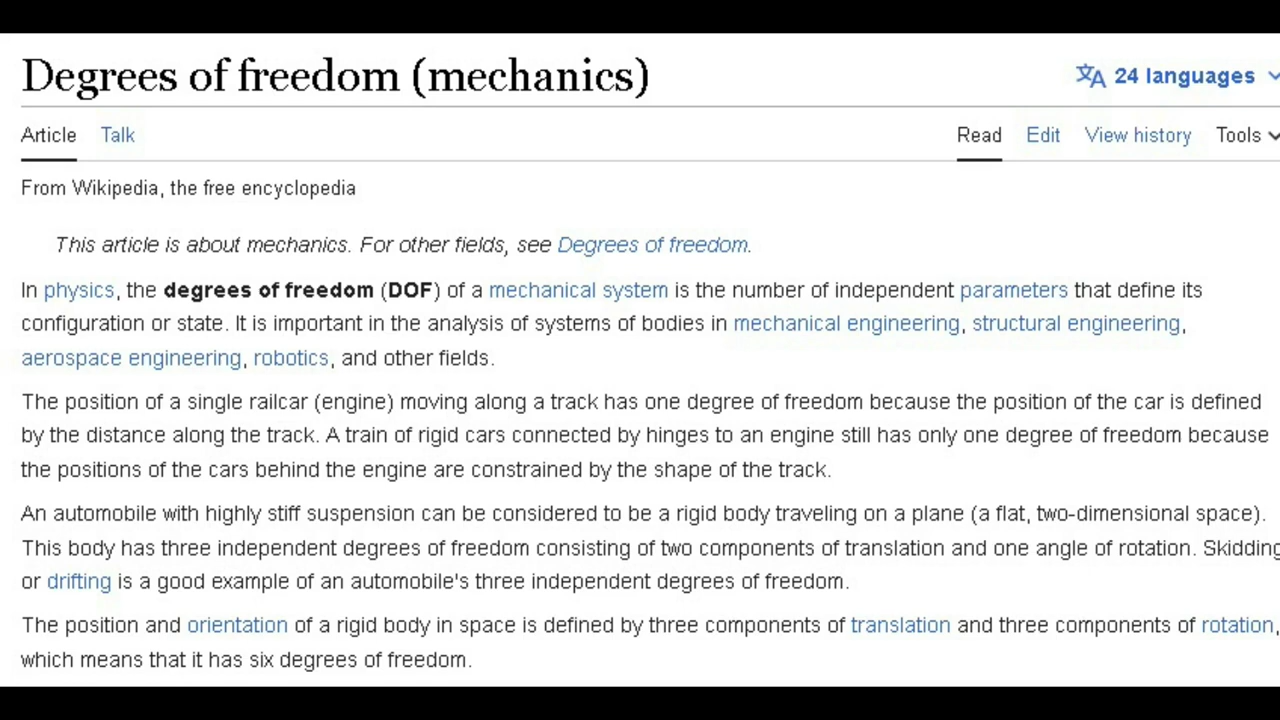 Degrees of freedom (mechanics)
24 languages
Article Talk Read Edit View history Tools
From Wikipedia, the free encyclopedia
This article is about mechanics. For other fields, see Degrees of freedom.
In physics, the degrees of freedom (DOF) of a mechanical system is the number of independent parameters that define its
configuration or state. It is important in the analysis of systems of bodies in mechanical engineering, structural engineering,
aerospace engineering, robotics, and other fields.
The position of a single railcar (engine) moving along a track has one degree of freedom because the position of the car is defined
by the distance along the track. A train of rigid cars connected by hinges to an engine still has only one degree of freedom because
the positions of the cars behind the engine are constrained by the shape of the track.
An automobile with highly stiff suspension can be considered to be a rigid body traveling on a plane (a flat, two-dimensional space).
This body has three independent degrees of freedom consisting of two components of translation and one angle of rotation. Skidding
or drifting is a good example of an automobile's three independent degrees of freedom.
The position and orientation of a rigid body in space is defined by three components of translation and three components of rotation,
which means that it has six degrees of freedom.